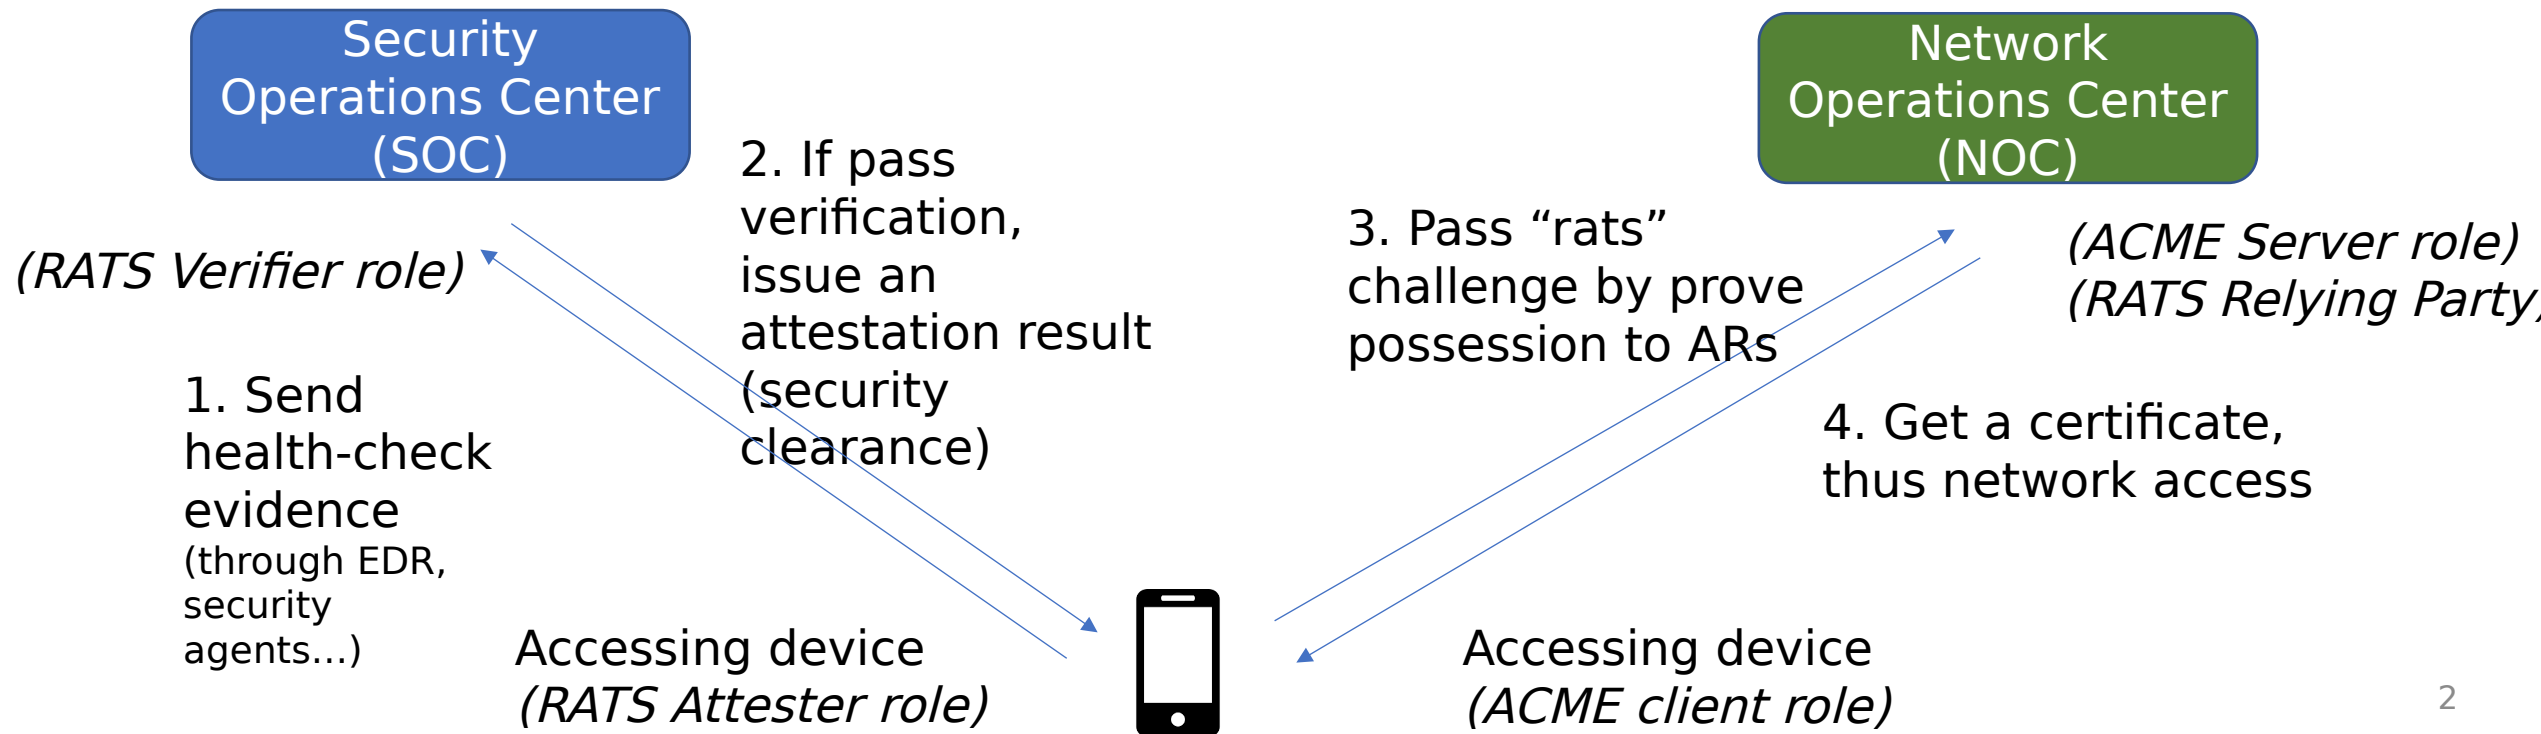 Security
Operations Center
(SOC)
Network
Operations Center
(NOC)
2. If pass
verification,
issue an
attestation result
(security
clearance)
3. Pass “rats”
challenge by prove
possession to ARs
(RATS Verifier role)
(ACME Server role)
(RATS Relying Party)
1. Send
health-check
evidence
(through EDR,
security
agents…)
4. Get a certificate,
thus network access
Accessing device
(RATS Attester role)
Accessing device
(ACME client role)
2